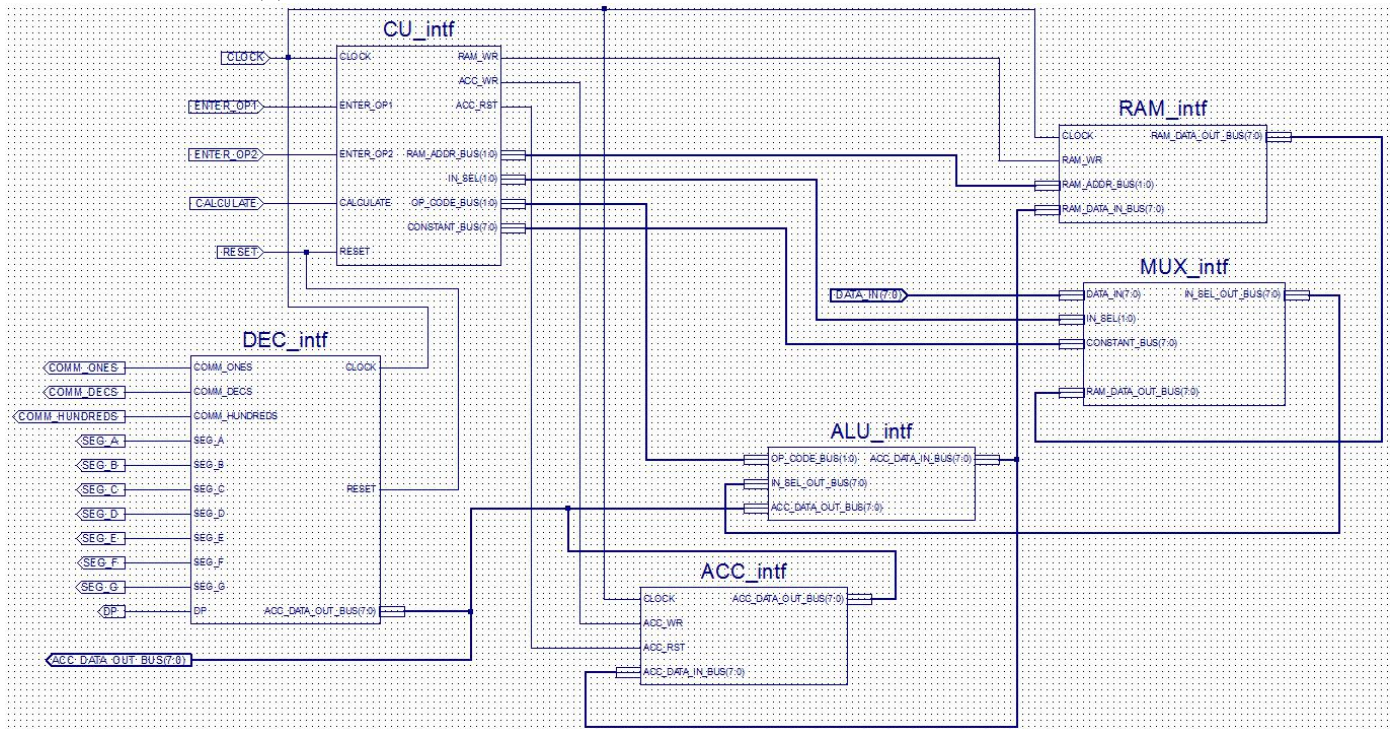 CU_intf
CLOCK
ENTER_OP1
ENTER_OP2
CALCULATE
RESET
CLOCK
ENTER_OP1
ENTER_OP2
CALCULATE
RESET
RAM_WR
ACC_WR
ACC_RST
RAM_ADDR_BUS(1:0)
IN_SEL(1:0)
OP_CODE_BUS(1:0)
CONSTANT_BUS(7:0)
RAM_intf
CLOCK
RAM_WR
RAM_ADDR_BUS(1:0)
RAM_DATA_IN_BUS(7:0)
RAM_DATA_OUT_BUS(7:0)
MUX_intf
DATA_IN(7:0)
DATA_IN(7:0)
IN_SEL(1:0)
CONSTANT_BUS(7:0)
RAM_DATA_OUT_BUS(7:0)
IN_SEL_OUT_BUS(7:0)
DEC_intf
COMM_ONES
COMM_DECS
COMM_HUNDREDS
SEG_A
SEG_B
SEG_C
SEG_D
SEG_E
SEG_F
SEG_G
DP
COMM_ONES
COMM_DECS
COMM_HUNDREDS
SEG_A
SEG_B
SEG_C
SEG_D
SEG_E
SEG_F
SEG_G
DP
CLOCK
RESET
ACC_DATA_OUT_BUS(7:0)
ACC_DATA_OUT_BUS(7:0)
ALU_intf
OP_CODE_BUS(1:0)
IN_SEL_OUT_BUS(7:0)
ACC_DATA_OUT_BUS(7:0)
ACC_DATA_IN_BUS(7:0)
ACC_intf
CLOCK
ACC_WR
ACC_RST
ACC_DATA_IN_BUS(7:0)
ACC_DATA_OUT_BUS(7:0)